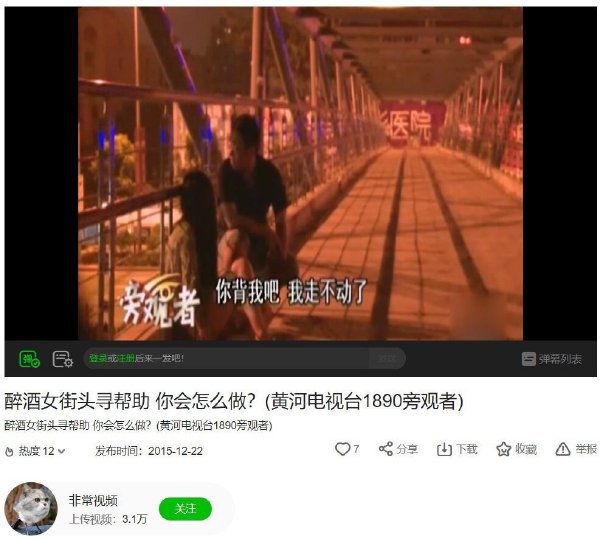 医院
旁观者
你背我吧 我走不动了
弹
登录或注册后来一发吧!
弹幕列表
醉酒女街头寻帮助 你会怎么做? (黄河电视台1890旁观者)
醉酒女街头寻帮助 你会怎么做? (黄河电视台1890旁观者)
热度 12 发布时间: 2015-12-22 7 分享 下载 收藏 举报
非常视频
上传视频: 3.1万
关注